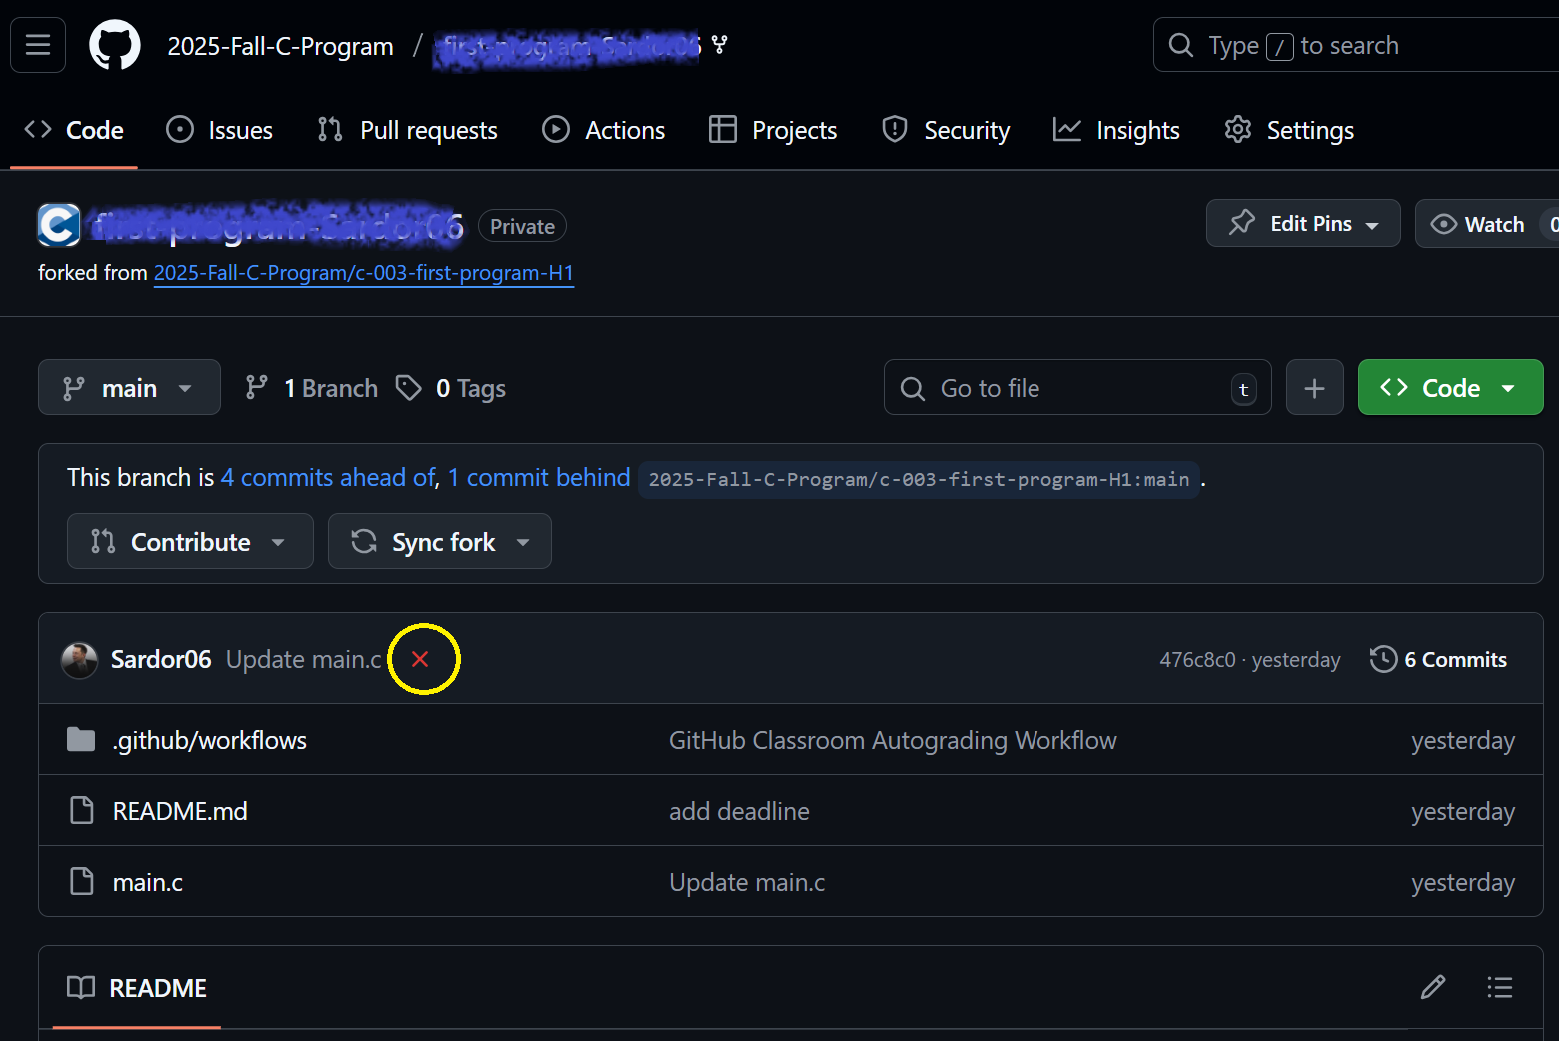 2025-Fall-C-Program /
Type / to search
Code
Issues
Pull requests
Actions
Projects
Security
Insights
Settings
Private
Edit Pins
Watch 0
forked from 2025-Fall-C-Program/c-003-first-program-H1
main
1 Branch
0 Tags
Go to file
t
Code
This branch is 4 commits ahead of, 1 commit behind 2025-Fall-C-Program/c-003-first-program-H1:main .
Contribute
Sync fork
Sardor06 Update main.c
476c8c0 · yesterday
6 Commits
.github/workflows
GitHub Classroom Autograding Workflow
yesterday
README.md
add deadline
yesterday
main.c
Update main.c
yesterday
README